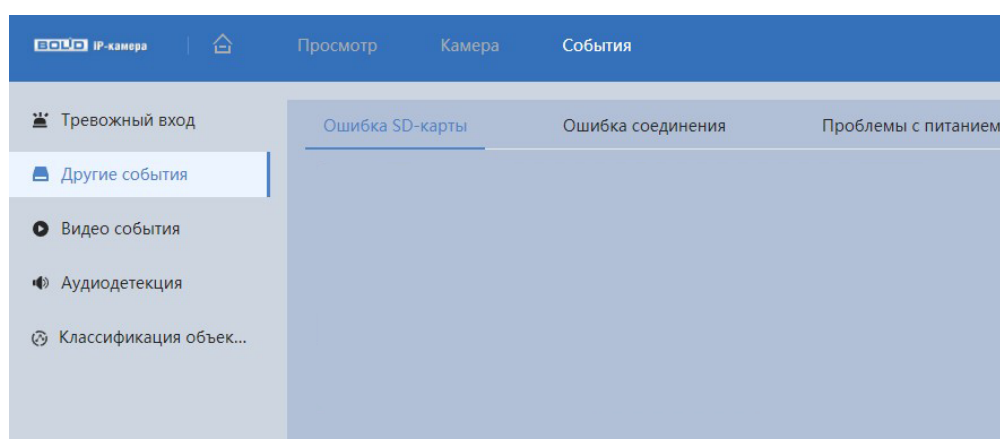 BOLID IP-камера Просмотр Камера События
Тревожный вход
Ошибка SD-карты Ошибка соединения Проблемы с питанием
Другие события
Видео события
Аудиодетекция
Классификация объек...